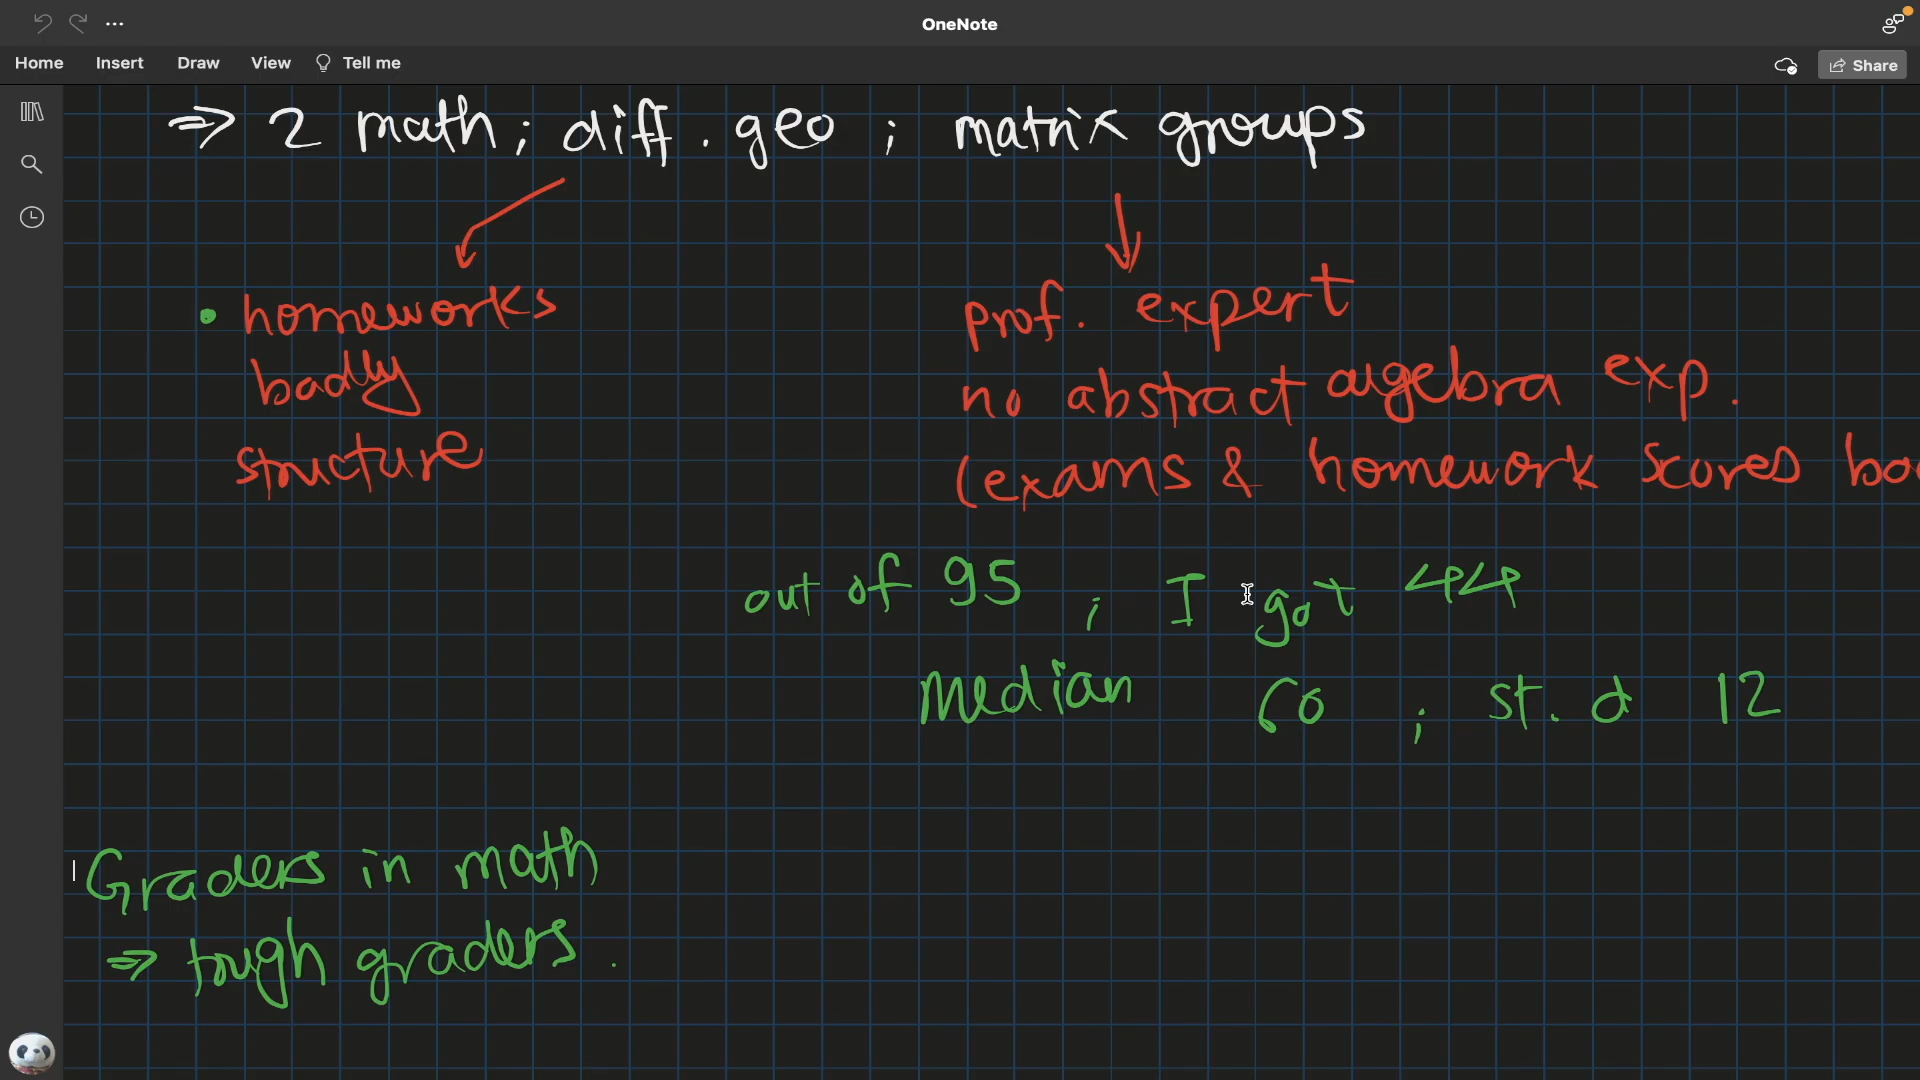 OneNote
Home Insert Draw View Tell me Share
⇒ 2 math; diff. geo ; matrix groups
• homeworks
badly
structure
prof. expert
no abstract algebra exp.
(exams & homework scores ba
out of 95 ; I got 44
Median 60 ; st. d 12
Graders in math
⇒ tough graders.